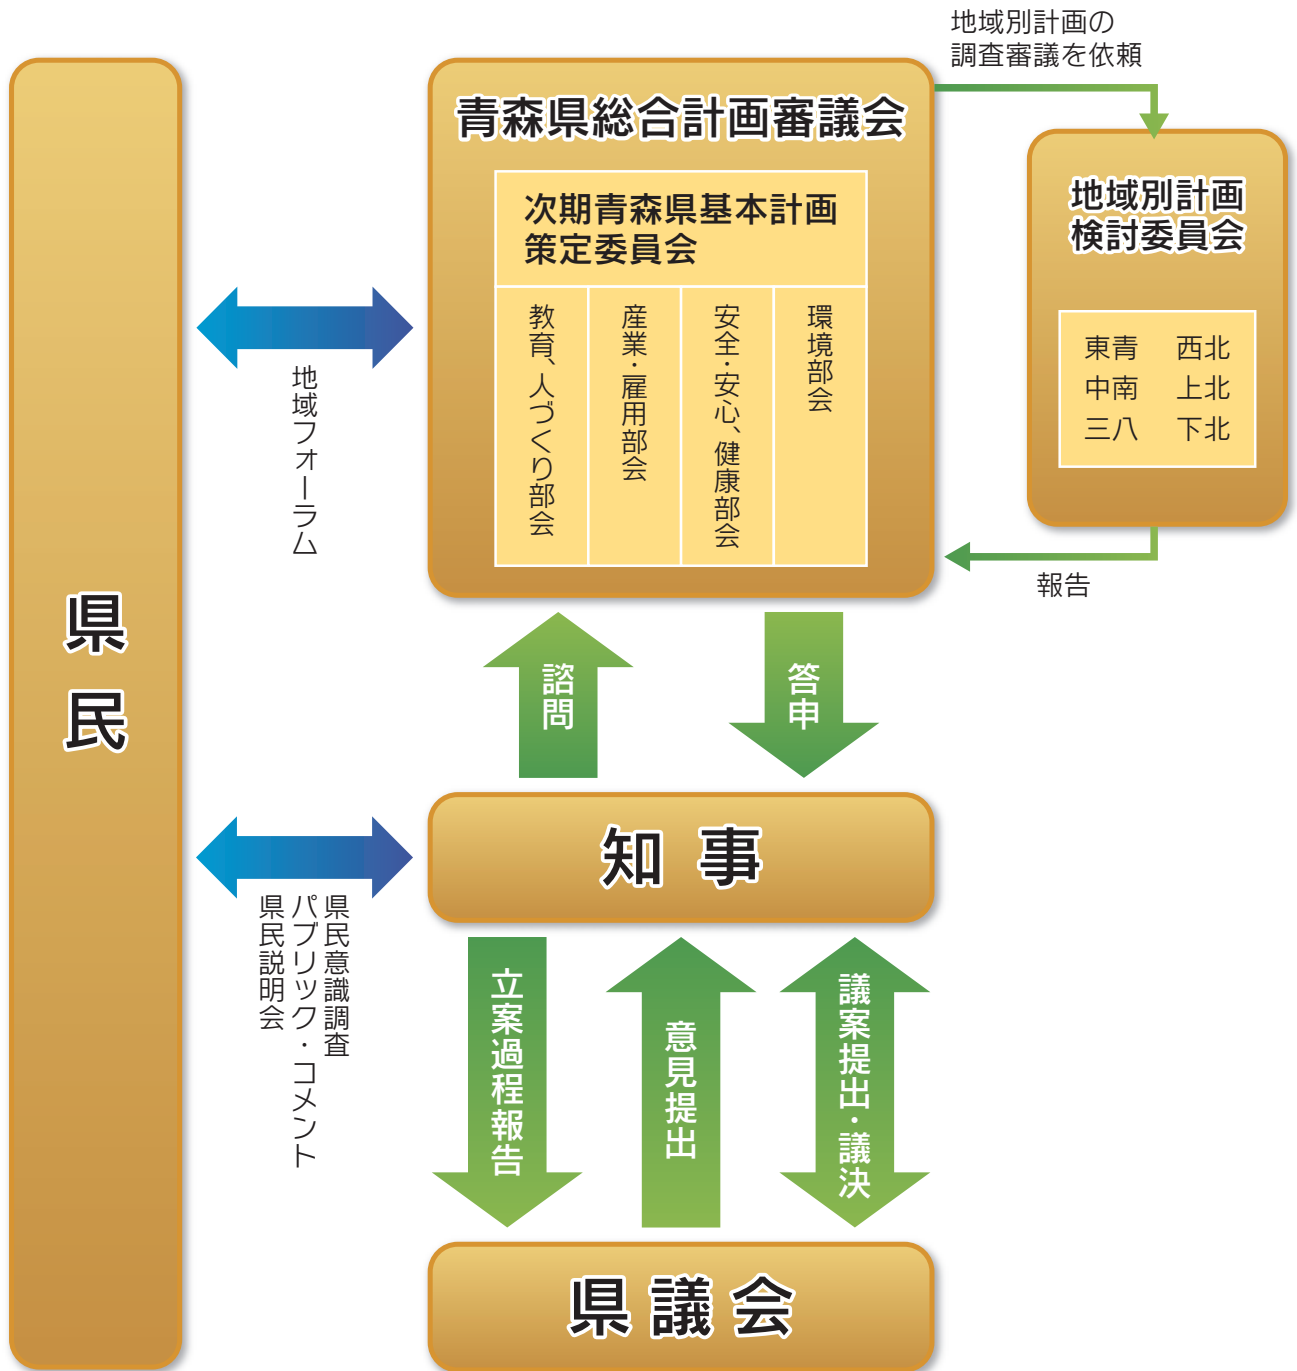 地域別計画の
調査審議を依頼
青森県総合計画審議会
次期青森県基本計画
策定委員会
教育、人づくり部会
産業・雇用部会
安全・安心、健康部会
環境部会
地域別計画
検討委員会
東青 西北
中南 上北
三八 下北
報告
地域フォーラム
県民
諮問
答申
知事
県民意識調査
パブリック・コメント
県民説明会
立案過程報告
意見提出
議案提出・議決
県議会